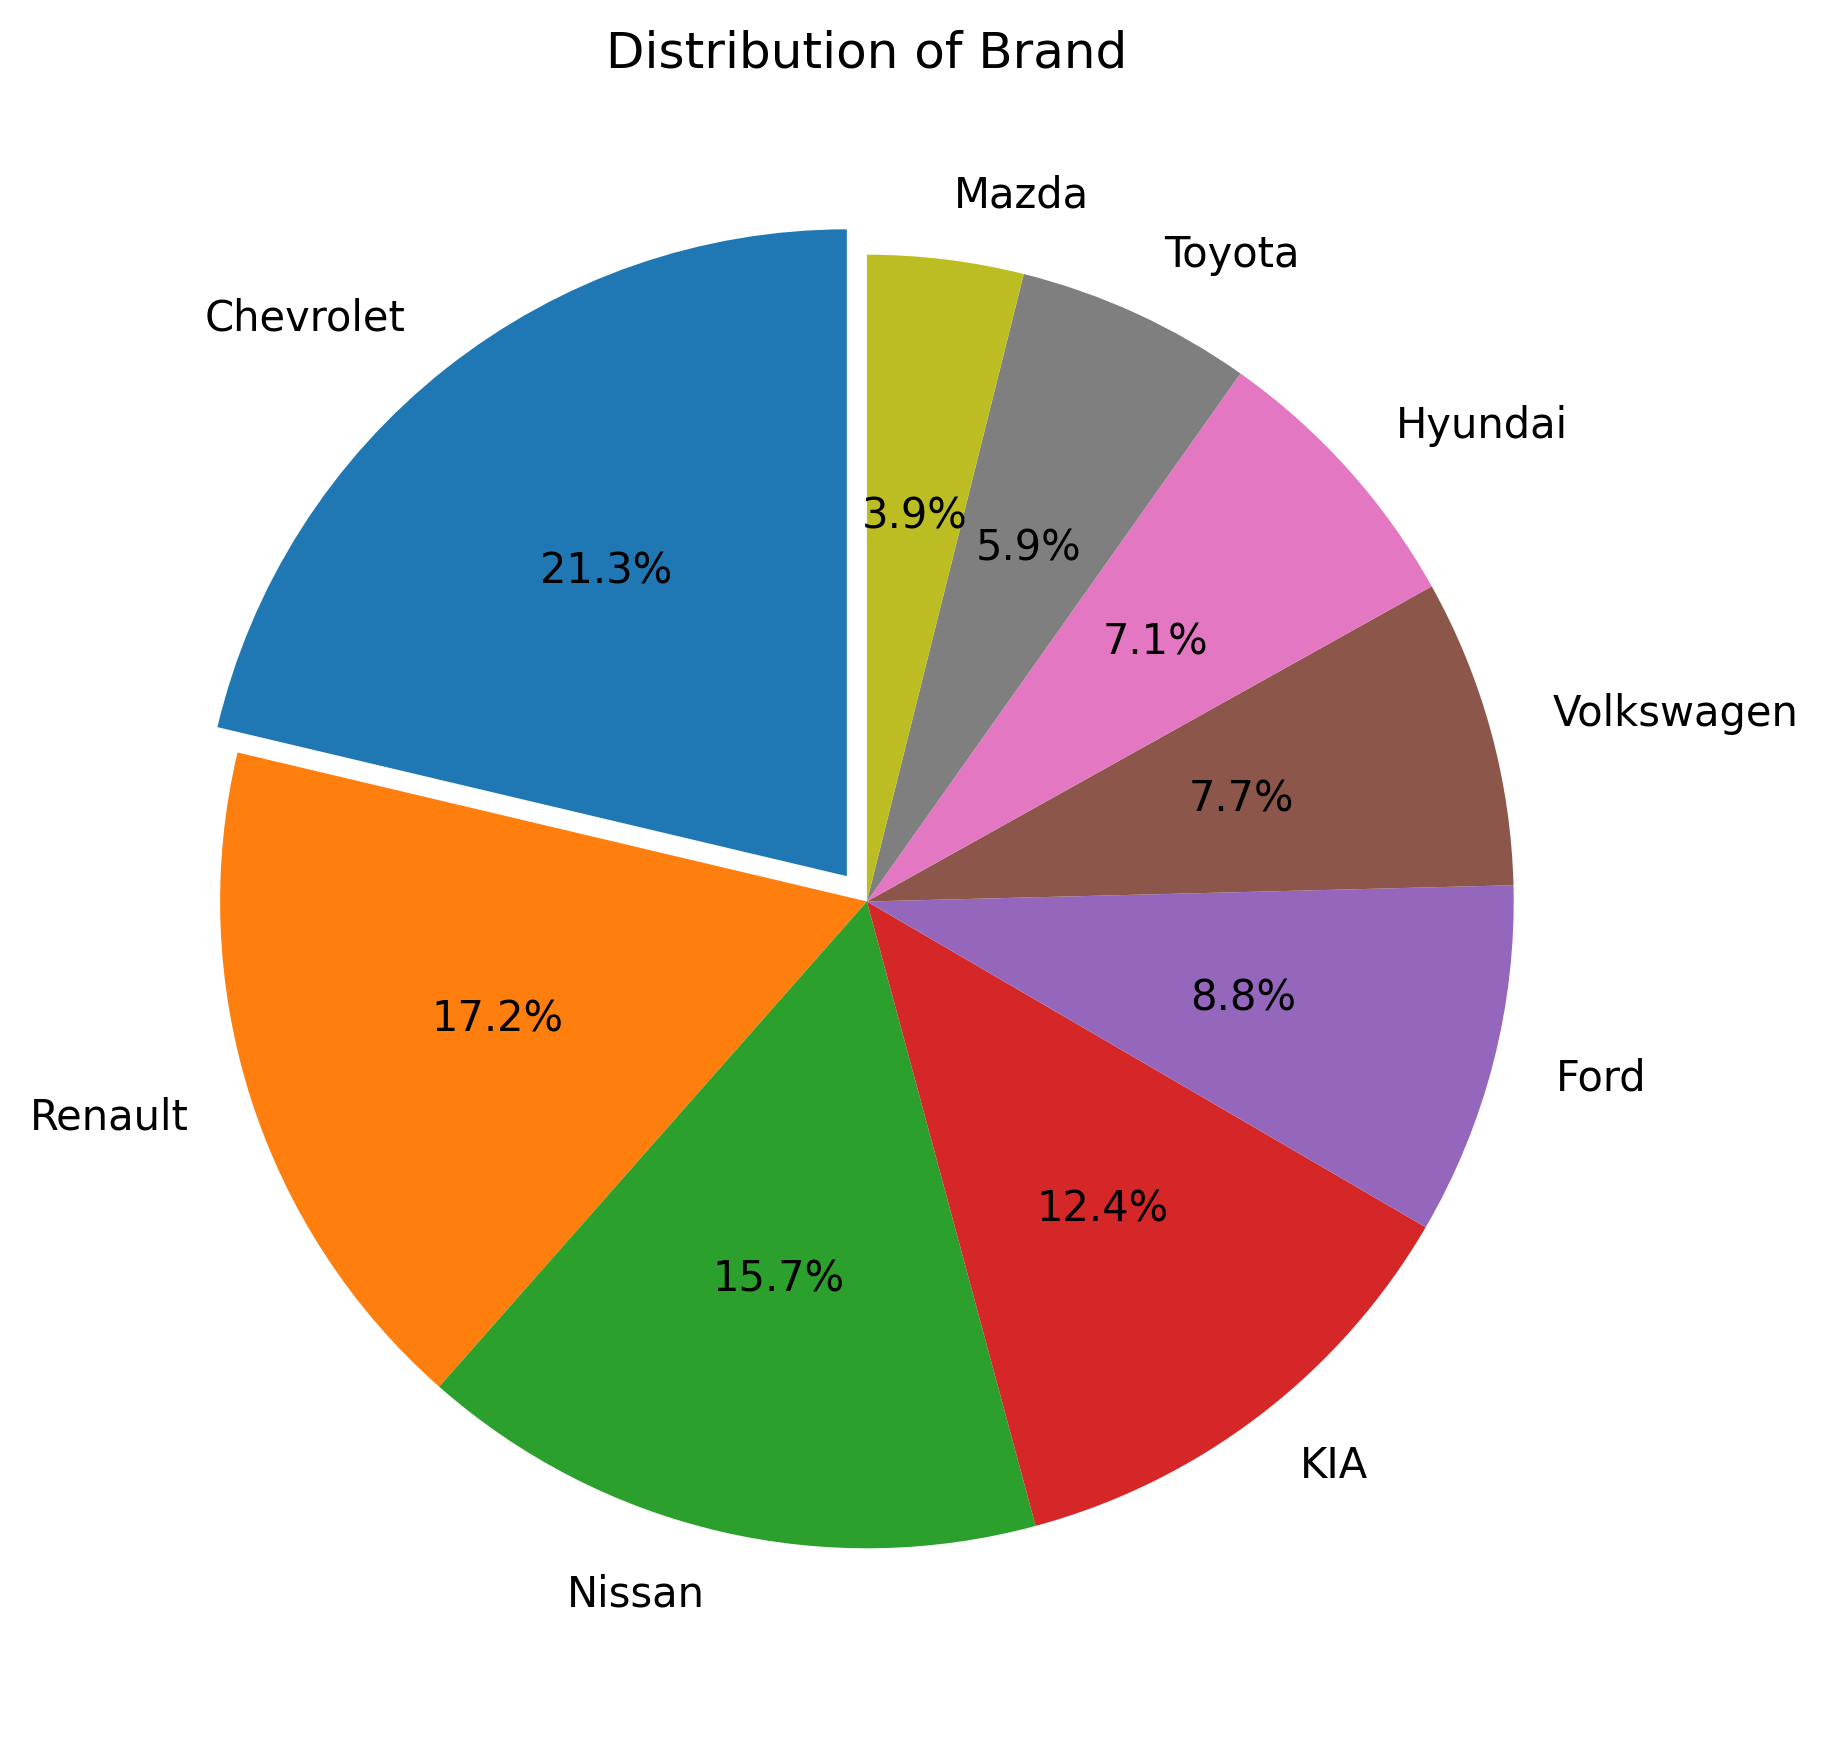 Distribution of Brand
Mazda
Toyota
Chevrolet
Hyundai
3.9%
5.9%
21.3%
7.1%
Volkswagen
7.7%
8.8%
17.2%
Ford
Renault
12.4%
15.7%
KIA
Nissan